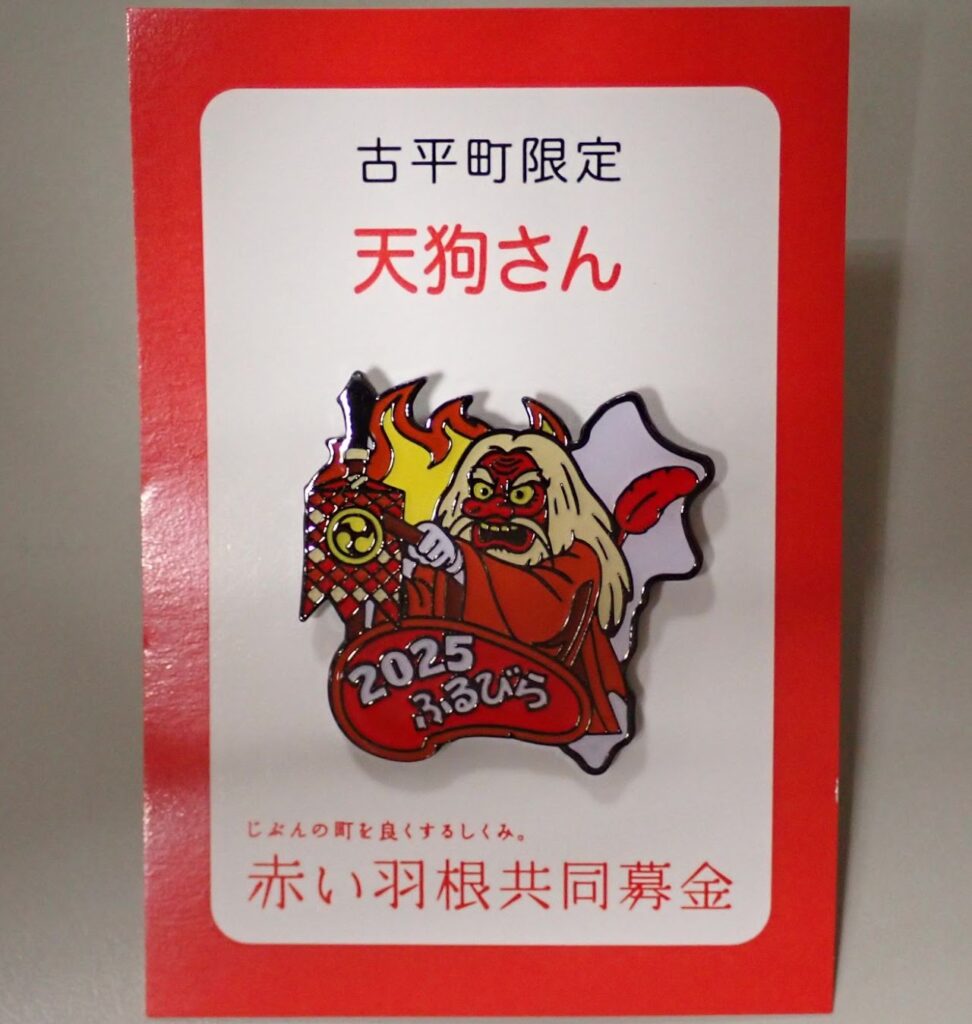 古平町限定
天狗さん
2025
ふるびら
じぶんの町を良くするしくみ。
赤い羽根共同募金